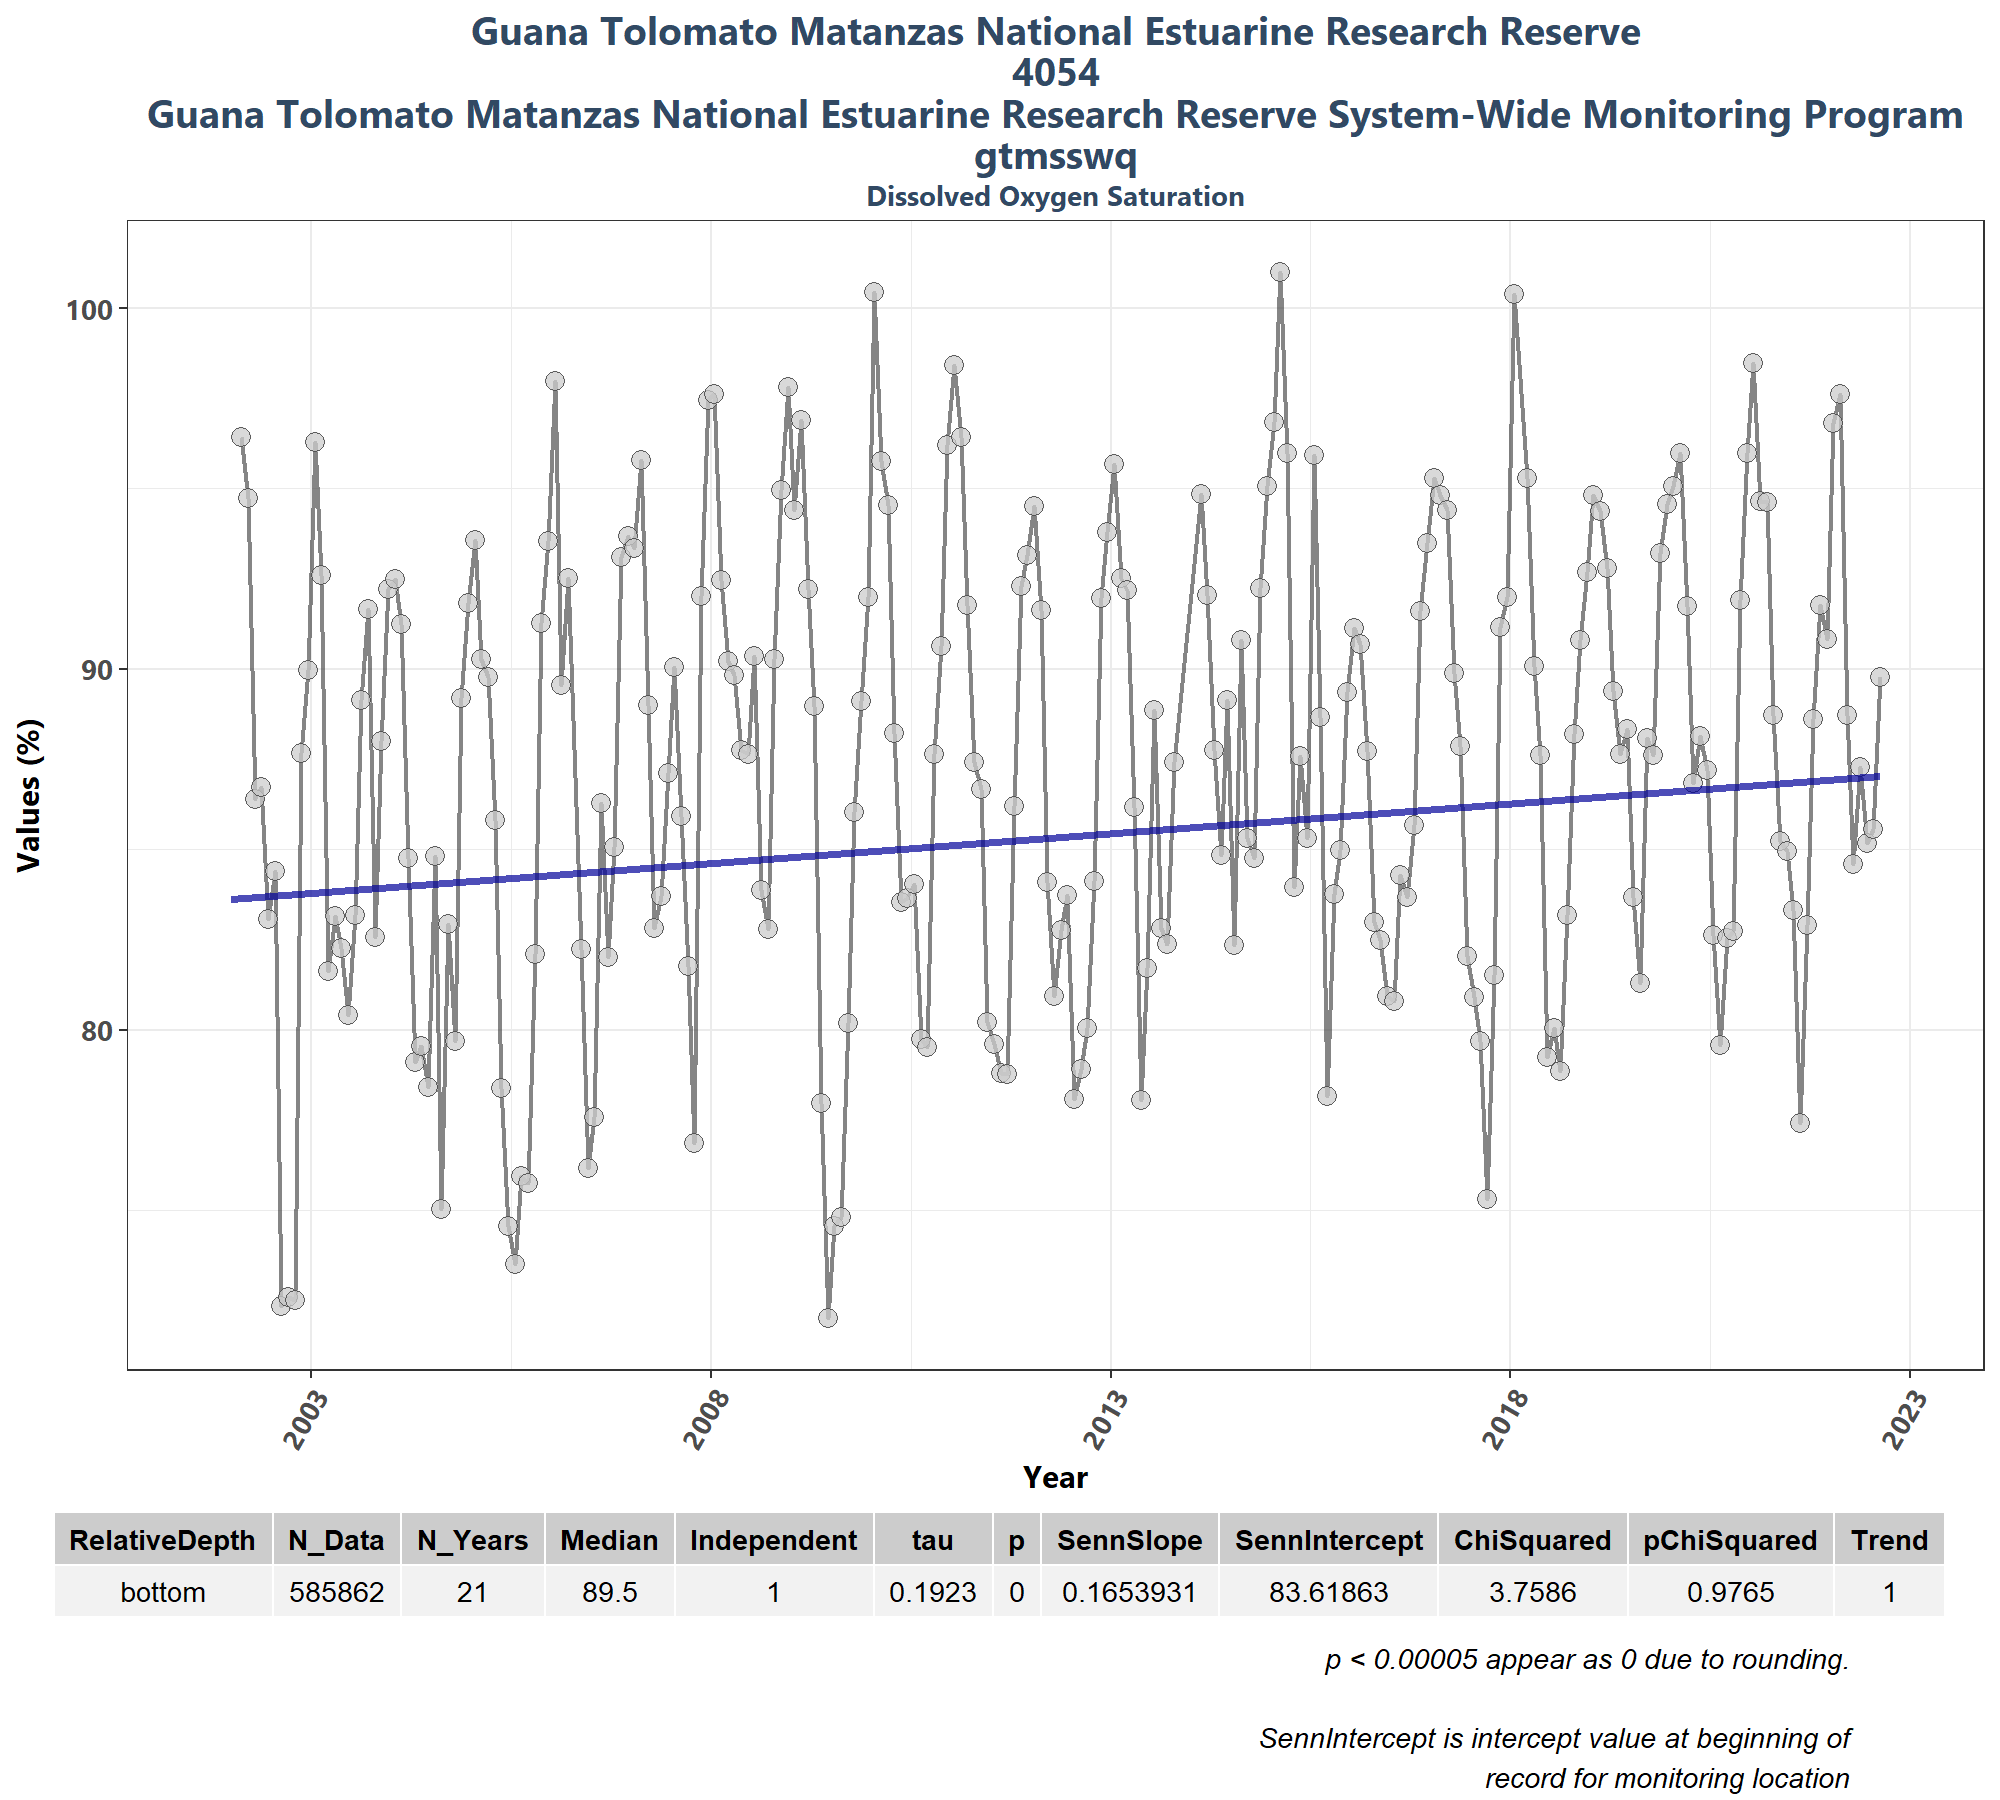 Guana Tolomato Matanzas National Estuarine Research Reserve
4054
Guana Tolomato Matanzas National Estuarine Research Reserve System-Wide Monitoring Program
gtmsswq
Dissolved Oxygen Saturation
100
90
80
Values (%)
2003 2008 2013 2018 2023
Year
RelativeDepth N_Data N_Years Median Independent tau p SennSlope SennIntercept ChiSquared pChiSquared Trend
bottom 585862 21 89.5 1 0.1923 0 0.1653931 83.61863 3.7586 0.9765 1
p < 0.00005 appear as 0 due to rounding.
SennIntercept is intercept value at beginning of
record for monitoring location